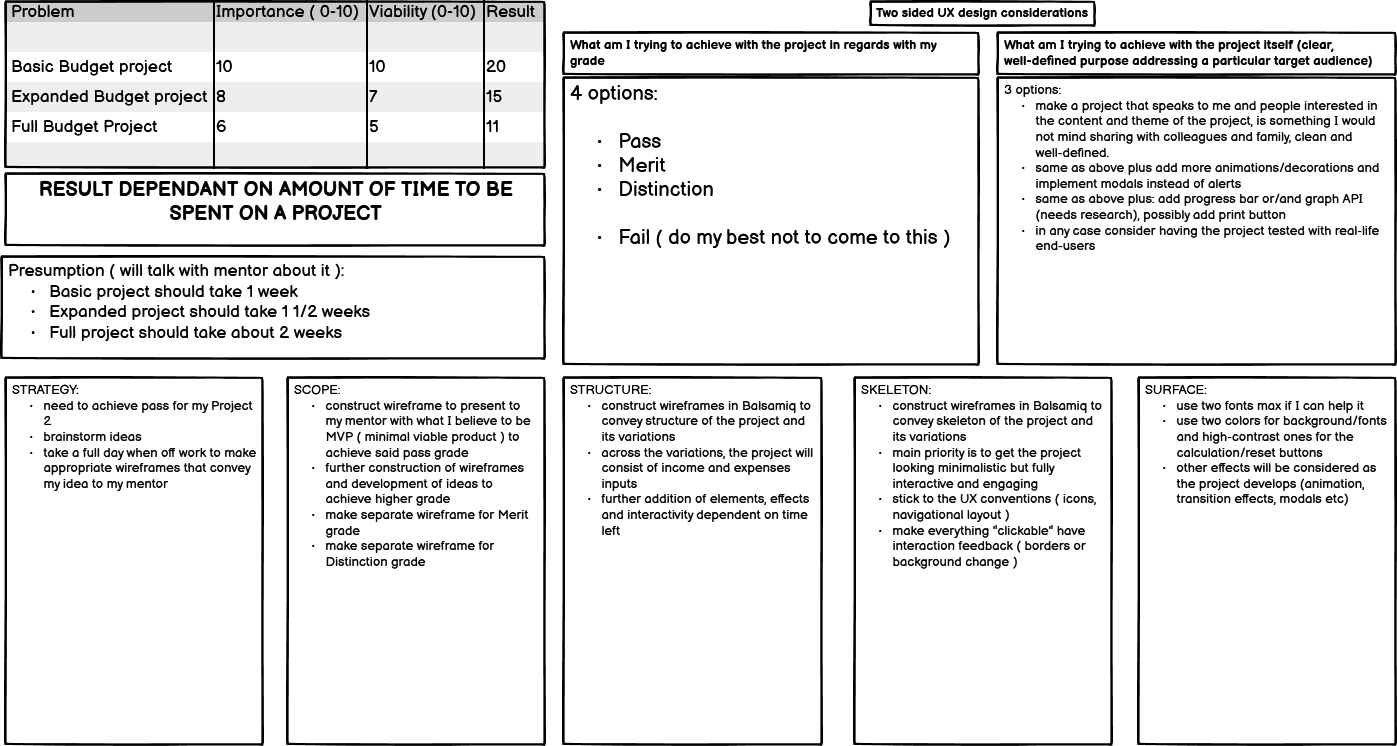 Problem Importance ( 0-10) Viability (0-10) Result
Basic Budget project 10 10 20
Expanded Budget project 8 7 15
Full Budget Project 6 5 11
RESULT DEPENDANT ON AMOUNT OF TIME TO BE
SPENT ON A PROJECT
Presumption ( will talk with mentor about it ):
· Basic project should take 1 week
· Expanded project should take 1 1/2 weeks
· Full project should take about 2 weeks
Two sided UX design considerations
What am I trying to achieve with the project in regards with my
grade
4 options:
· Pass
· Merit
· Distinction
· Fail ( do my best not to come to this )
What am I trying to achieve with the project itself (clear,
well-defined purpose addressing a particular target audience)
3 options:
· make a project that speaks to me and people interested in
the content and theme of the project, is something I would
not mind sharing with colleagues and family, clean and
well-defined.
· same as above plus add more animations/decorations and
implement modals instead of alerts
· same as above plus: add progress bar or/and graph API
(needs research), possibly add print button
· in any case consider having the project tested with real-life
end-users
STRATEGY:
· need to achieve pass for my Project
2
· brainstorm ideas
· take a full day when off work to make
appropriate wireframes that convey
my idea to my mentor
SCOPE:
· construct wireframe to present to
my mentor with what I believe to be
MVP ( minimal viable product ) to
achieve said pass grade
· further construction of wireframes
and development of ideas to
achieve higher grade
· make separate wireframe for Merit
grade
· make separate wireframe for
Distinction grade
STRUCTURE:
· construct wireframes in Balsamiq to
convey structure of the project and
its variations
· across the variations, the project will
consist of income and expenses
inputs
· further addition of elements, effects
and interactivity dependent on time
left
SKELETON:
· construct wireframes in Balsamiq to
convey skeleton of the project and
its variations
· main priority is to get the project
looking minimalistic but fully
interactive and engaging
· stick to the UX conventions ( icons,
navigational layout )
· make everything "clickable" have
interaction feedback ( borders or
background change )
SURFACE:
· use two fonts max if I can help it
· use two colors for background/fonts
and high-contrast ones for the
calculation/reset buttons
· other effects will be considered as
the project develops (animation,
transition effects, modals etc)